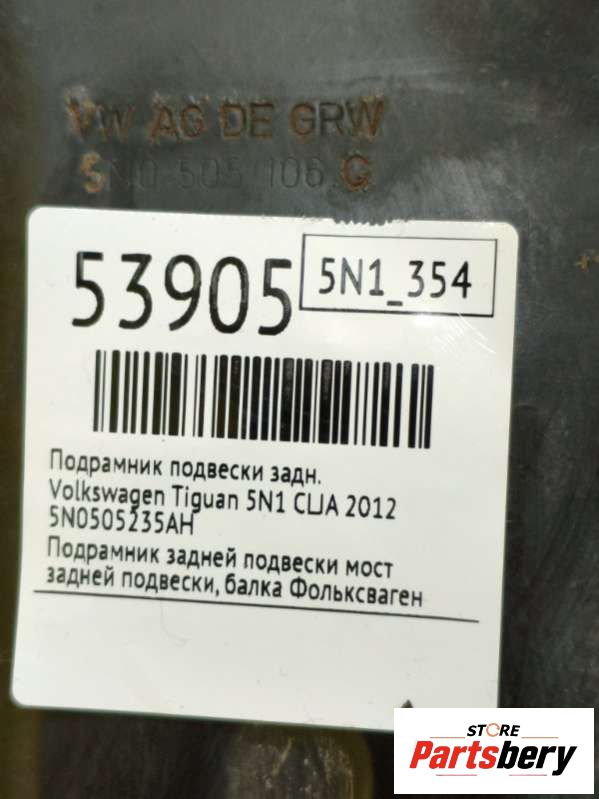 VW AG DE GRW
5N0 505 106 G
53905
5N1_354
Подрамник подвески задн.
Volkswagen Tiguan 5N1 CLJA 2012
5N0505235AH
Подрамник задней подвески мост
задней подвески, балка Фольксваген
STORE
Partsbery